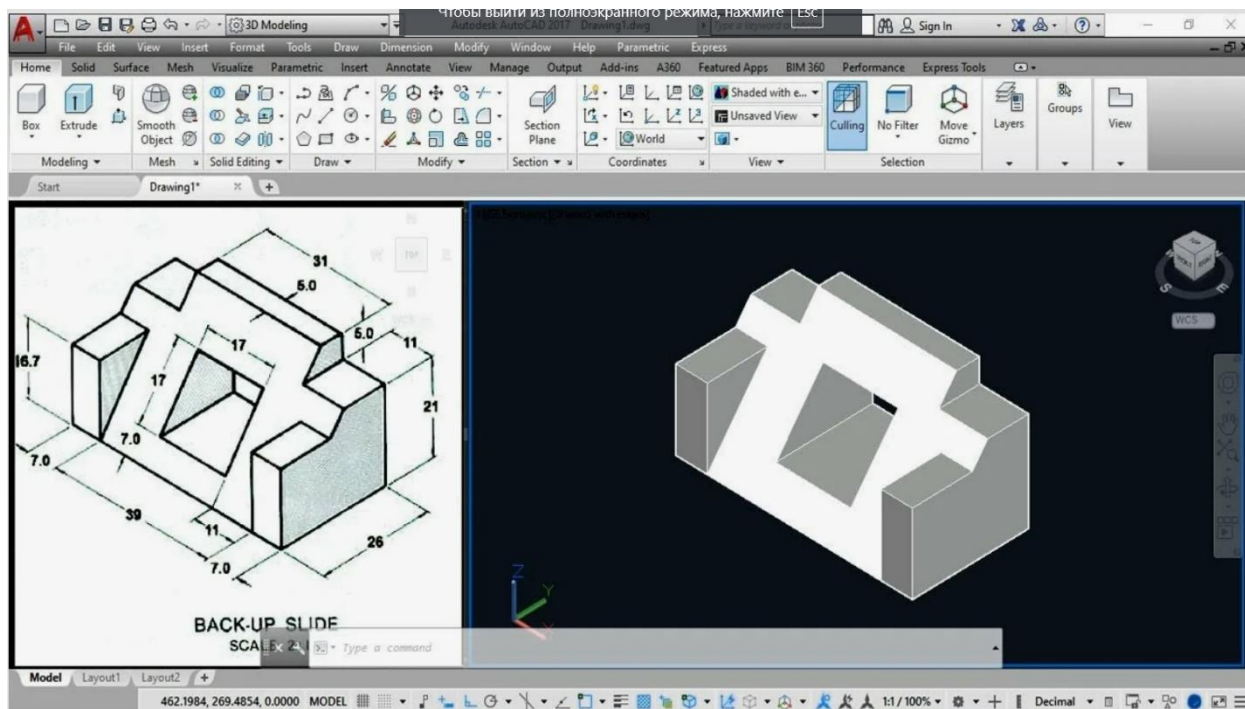 Чтобы выйти из полноэкранного режима, нажмите Esc
3D Modeling
Autodesk AutoCAD 2017 Drawing1.dwg
Type a keyword or phrase
Sign In
File Edit View Insert Format Tools Draw Dimension Modify Window Help Parametric Express
Home Solid Surface Mesh Visualize Parametric Insert Annotate View Manage Output Add-ins A360 Featured Apps BIM 360 Performance Express Tools
Box
Extrude
Smooth Object
Section Plane
World
Shaded with e...
Unsaved View
Culling
No Filter
Move Gizmo
Layers
Groups
View
Modeling Mesh Solid Editing Draw Modify Section Coordinates View Selection
Start Drawing1* +
31
5.0
5.0
11
17
16.7
17
21
7.0
7.0
39
11
26
7.0
BACK-UP SLIDE
TOP
WCS
TOP
S
E
WCS
Z
Y
X
Type a command
Model Layout1 Layout2 +
462.1984, 269.4854, 0.0000 MODEL 1:1 / 100% Decimal